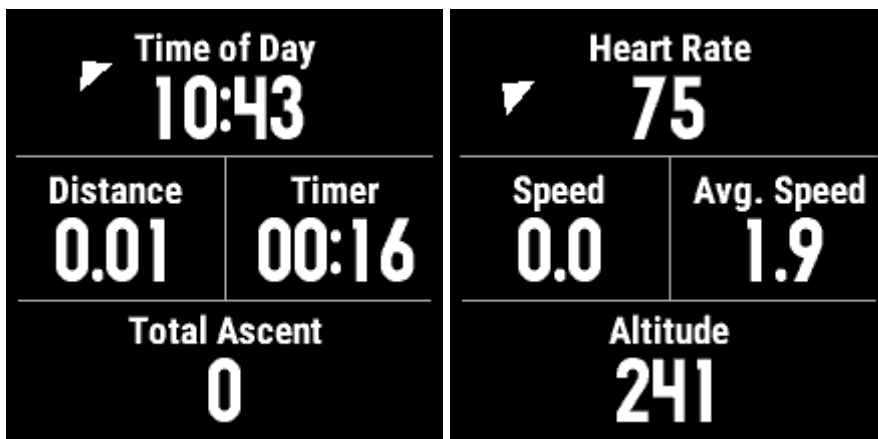 Time of Day
10:43
Distance
0.01
Timer
00:16
Total Ascent
0
Heart Rate
75
Speed
0.0
Avg. Speed
1.9
Altitude
241